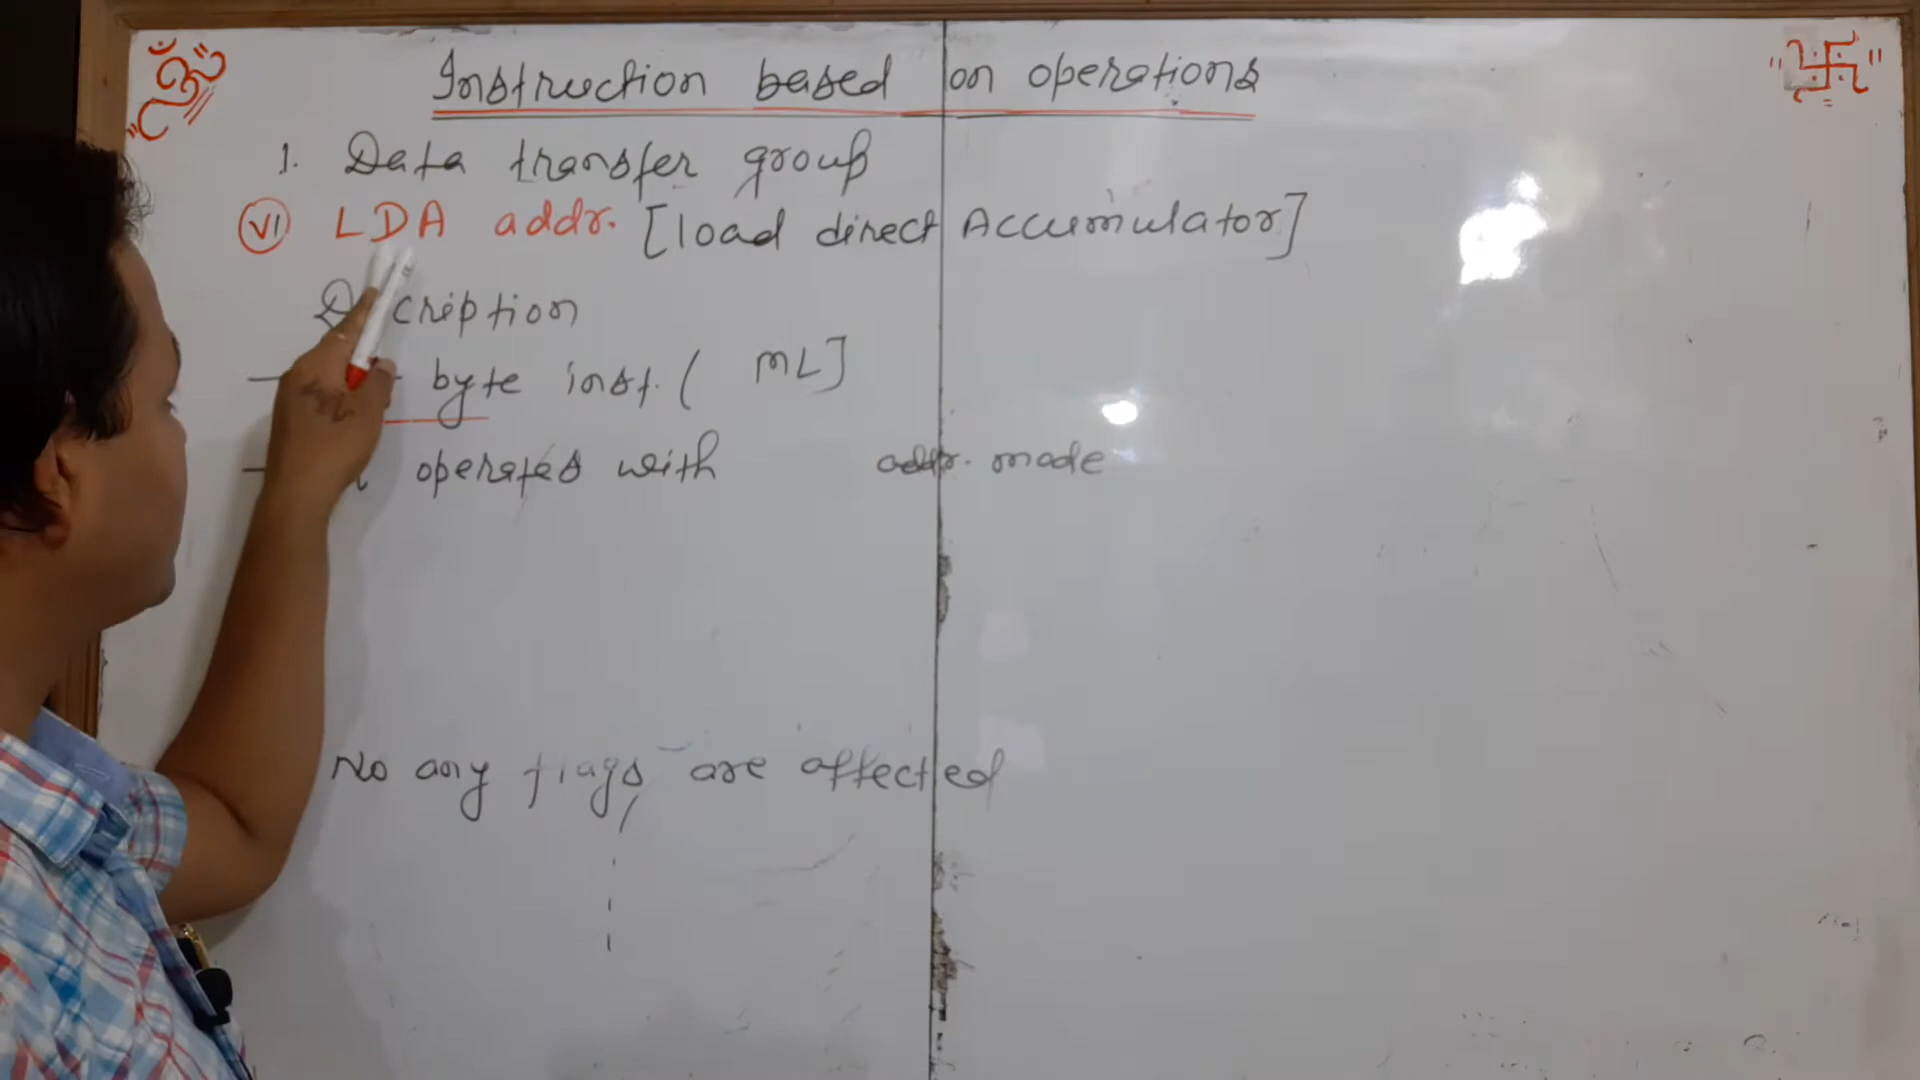 ॐ
Instruction based on operations
1. Data transfer group
VI LDA addr. [load direct Accumulator]
cription
byte inst. ( ML]
operates with addr. mode
No any flags are affected